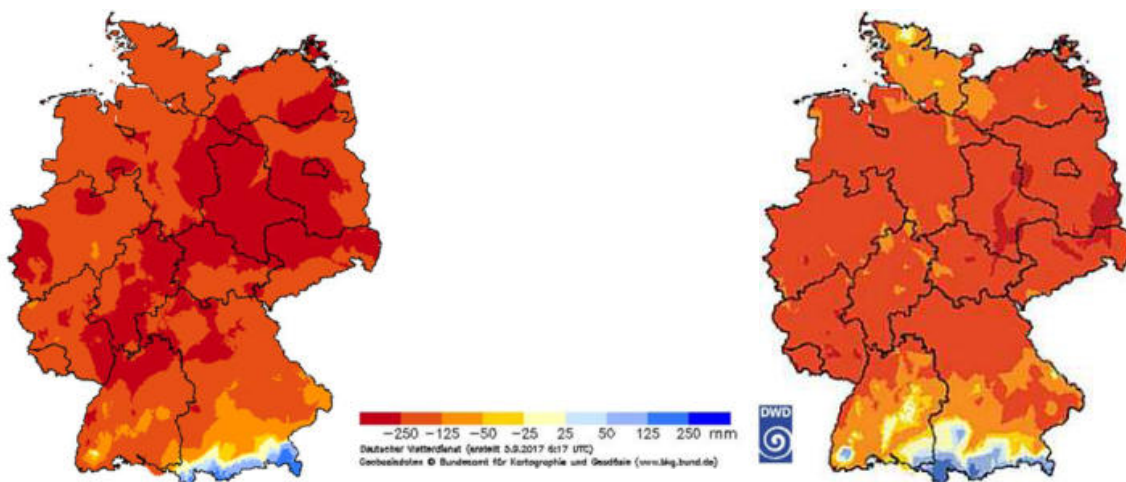 −250 −125 −50 −25 25 50 125 250 mm
DWD
Deutscher Wetterdienst (erstellt 3.9.2017 6:17 UTC)
Geobasisdaten © Bundesamt für Kartographie und Geodäsie (www.bkg.bund.de)